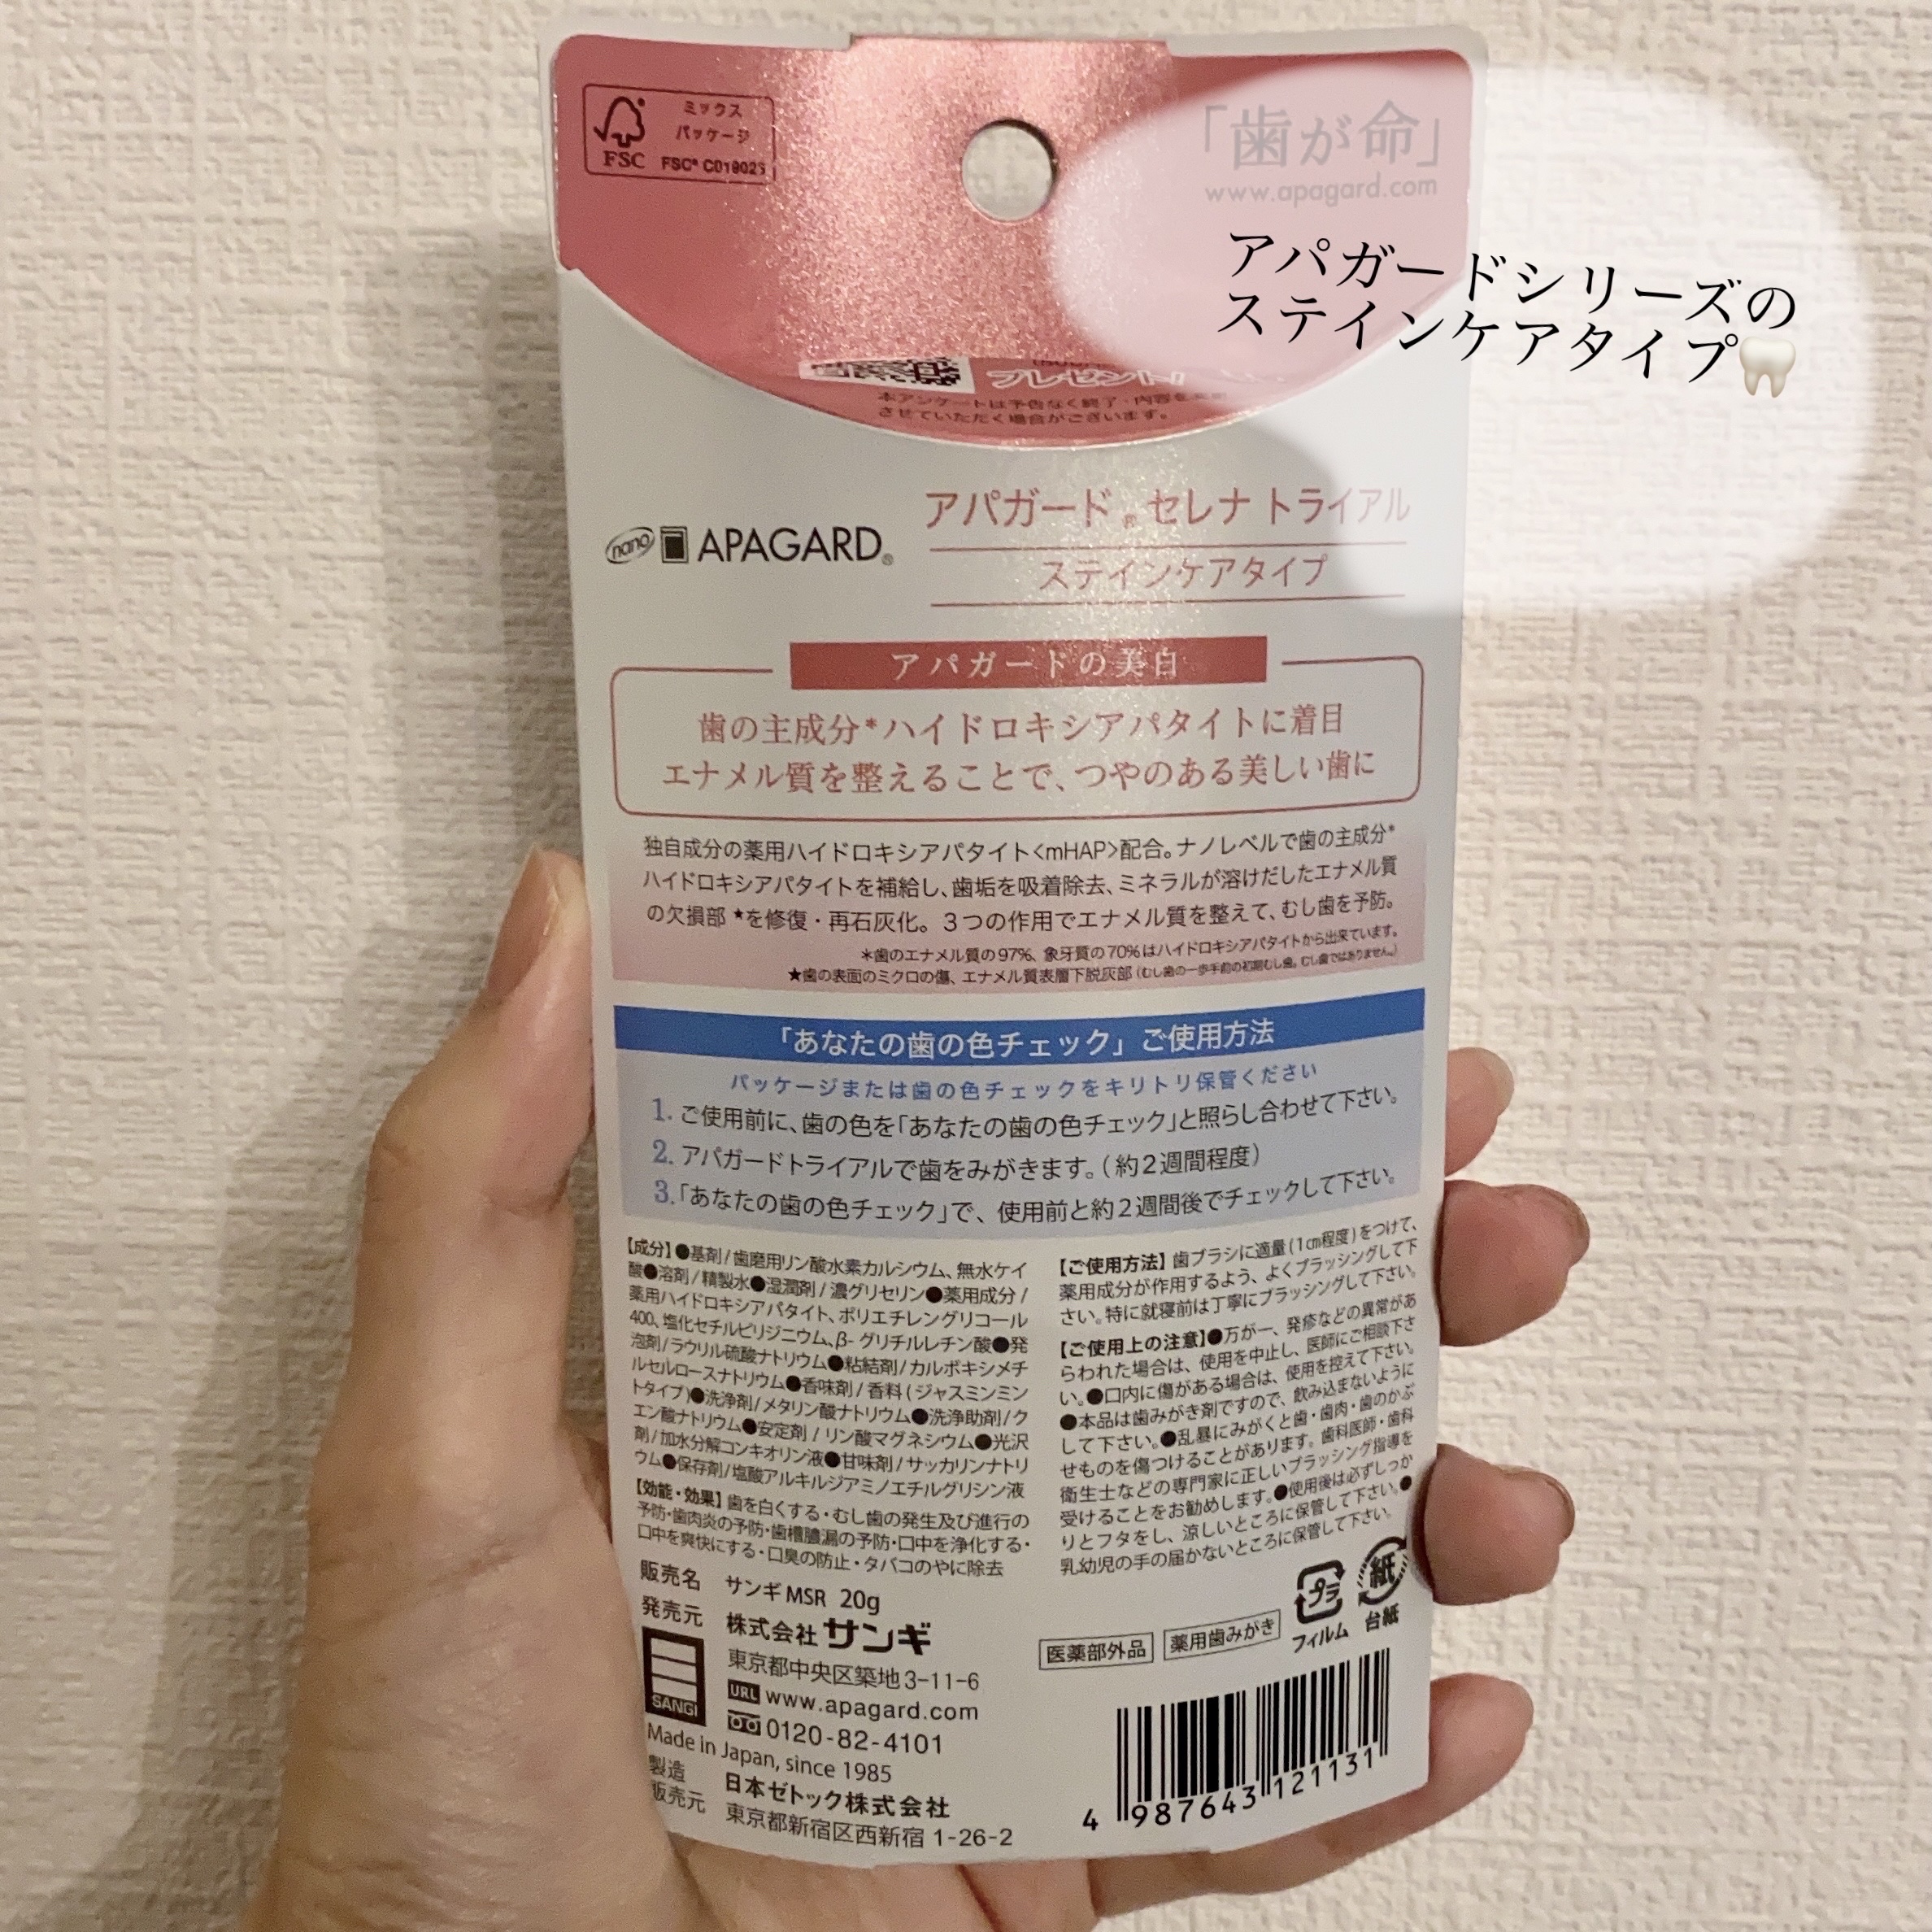 ミックス
パッケージ
FSC
FSC® C019023
「歯が命」
www.apagard.com
アパガードシリーズの
ステインケアタイプ🦷
プレゼント!
本アンケートは予告なく終了・内容を変更
させていただく場合がございます。
nano APAGARD®
アパガード®セレナ トライアル
ステインケアタイプ
アパガードの美白
歯の主成分*ハイドロキシアパタイトに着目
エナメル質を整えることで、つやのある美しい歯に
独自成分の薬用ハイドロキシアパタイト<mHAP>配合。ナノレベルで歯の主成分*
ハイドロキシアパタイトを補給し、歯垢を吸着除去、ミネラルが溶けだしたエナメル質
の欠損部★を修復・再石灰化。3つの作用でエナメル質を整えて、むし歯を予防。
*歯のエナメル質の97%、象牙質の70%はハイドロキシアパタイトから出来ています。
★歯の表面のミクロの傷、エナメル質表層下脱灰部(むし歯の一歩手前の初期むし歯。むし歯ではありません。)
「あなたの歯の色チェック」ご使用方法
パッケージまたは歯の色チェックをキリトリ保管ください
1. ご使用前に、歯の色を「あなたの歯の色チェック」と照らし合わせて下さい。
2. アパガードトライアルで歯をみがきます。(約2週間程度)
3.「あなたの歯の色チェック」で、使用前と約2週間後でチェックして下さい。
【成分】●基剤/歯磨用リン酸水素カルシウム、無水ケイ
酸●溶剤/精製水●湿潤剤/濃グリセリン●薬用成分/
薬用ハイドロキシアパタイト、ポリエチレングリコール
400、塩化セチルピリジニウム、β-グリチルレチン酸●発
泡剤/ラウリル硫酸ナトリウム●粘結剤/カルボキシメチ
ルセルロースナトリウム●香味剤/香料(ジャスミンミン
トタイプ)●洗浄剤/メタリン酸ナトリウム●洗浄助剤/ク
エン酸ナトリウム●安定剤/リン酸マグネシウム●光沢
剤/加水分解コンキオリン液●甘味剤/サッカリンナトリ
ウム●保存剤/塩酸アルキルジアミノエチルグリシン液
【効能・効果】歯を白くする・むし歯の発生及び進行の
予防・歯肉炎の予防・歯槽膿漏の予防・口中を浄化する・
口中を爽快にする・口臭の防止・タバコのやに除去
【ご使用方法】歯ブラシに適量(1cm程度)をつけて、
薬用成分が作用するよう、よくブラッシングして下
さい。特に就寝前は丁寧にブラッシングして下さい。
【ご使用上の注意】●万が一、発疹などの異常があ
らわれた場合は、使用を中止し、医師にご相談下さ
い。●口内に傷がある場合は、使用を控えて下さい。
●本品は歯みがき剤ですので、飲み込まないように
して下さい。●乱暴にみがくと歯・歯肉・歯のかぶ
せものを傷つけることがあります。歯科医師・歯科
衛生士などの専門家に正しいブラッシング指導を
受けることをお勧めします。●使用後は必ずしっか
りとフタをし、涼しいところに保管して下さい。●
乳幼児の手の届かないところに保管して下さい。
販売名 サンギMSR 20g
発売元 株式会社サンギ
SANGI
東京都中央区築地3-11-6
URL www.apagard.com
0120-82-4101
Made in Japan, since 1985
製造
販売元
日本ゼトック株式会社
東京都新宿区西新宿1-26-2
医薬部外品 薬用歯みがき
プラ
フィルム
紙
台紙
4 987643 121131